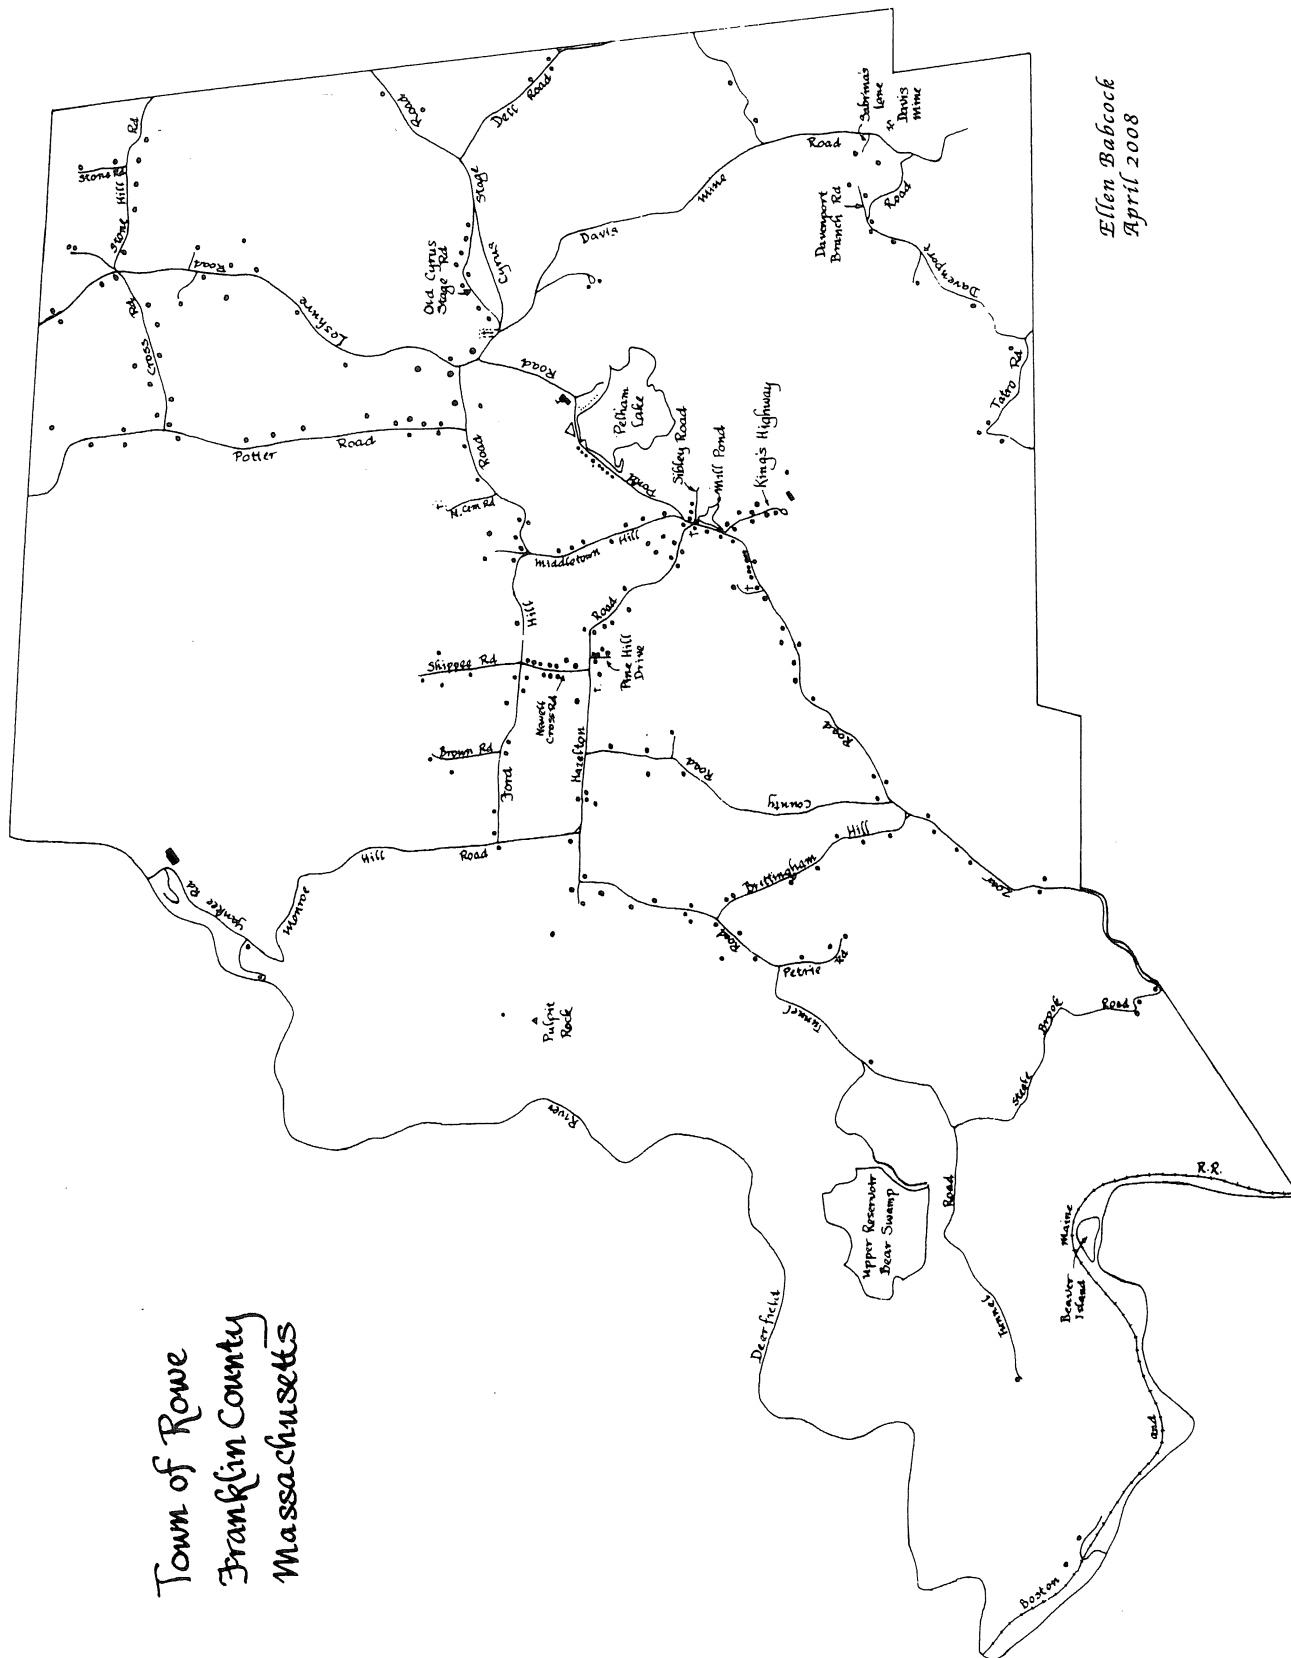 Town of Rowe
Franklin County
Massachusetts
Ellen Babcock
April 2008
Stone Rd
Stone Hill Rd
Leshure Road
Cross Rd
Potter Road
Road
Dell Road
Cyrus Stage
Old Cyrus
Stage Rd
Davis Mine Road
Sabrina's
Lane
Davis
Mine
Davenport
Branch Rd
Davenport Road
Tatro Rd
Pelham
Lake
Pond Road
Sibley Road
Mill Pond
King's Highway
N. Cem Rd
Middletown Hill
Road
Ford Hill Road
Shippee Rd
Newell
Cross Rd
Pine Hill
Drive
Brown Rd
Hazelton Road
County Road
Zoar Road
Brittingham Hill
Petrie Rd
Tunnel Road
Tunnel
Steele Brook Road
Monroe Hill Road
Yankee Rd
Pulpit
Rock
Deerfield River
Upper Reservoir
Bear Swamp
Beaver
Island
Boston and Maine R.R.